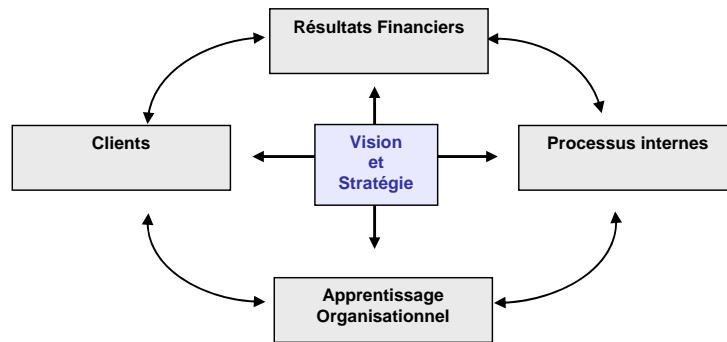 Résultats Financiers
Clients
Vision
et
Stratégie
Processus internes
Apprentissage
Organisationnel